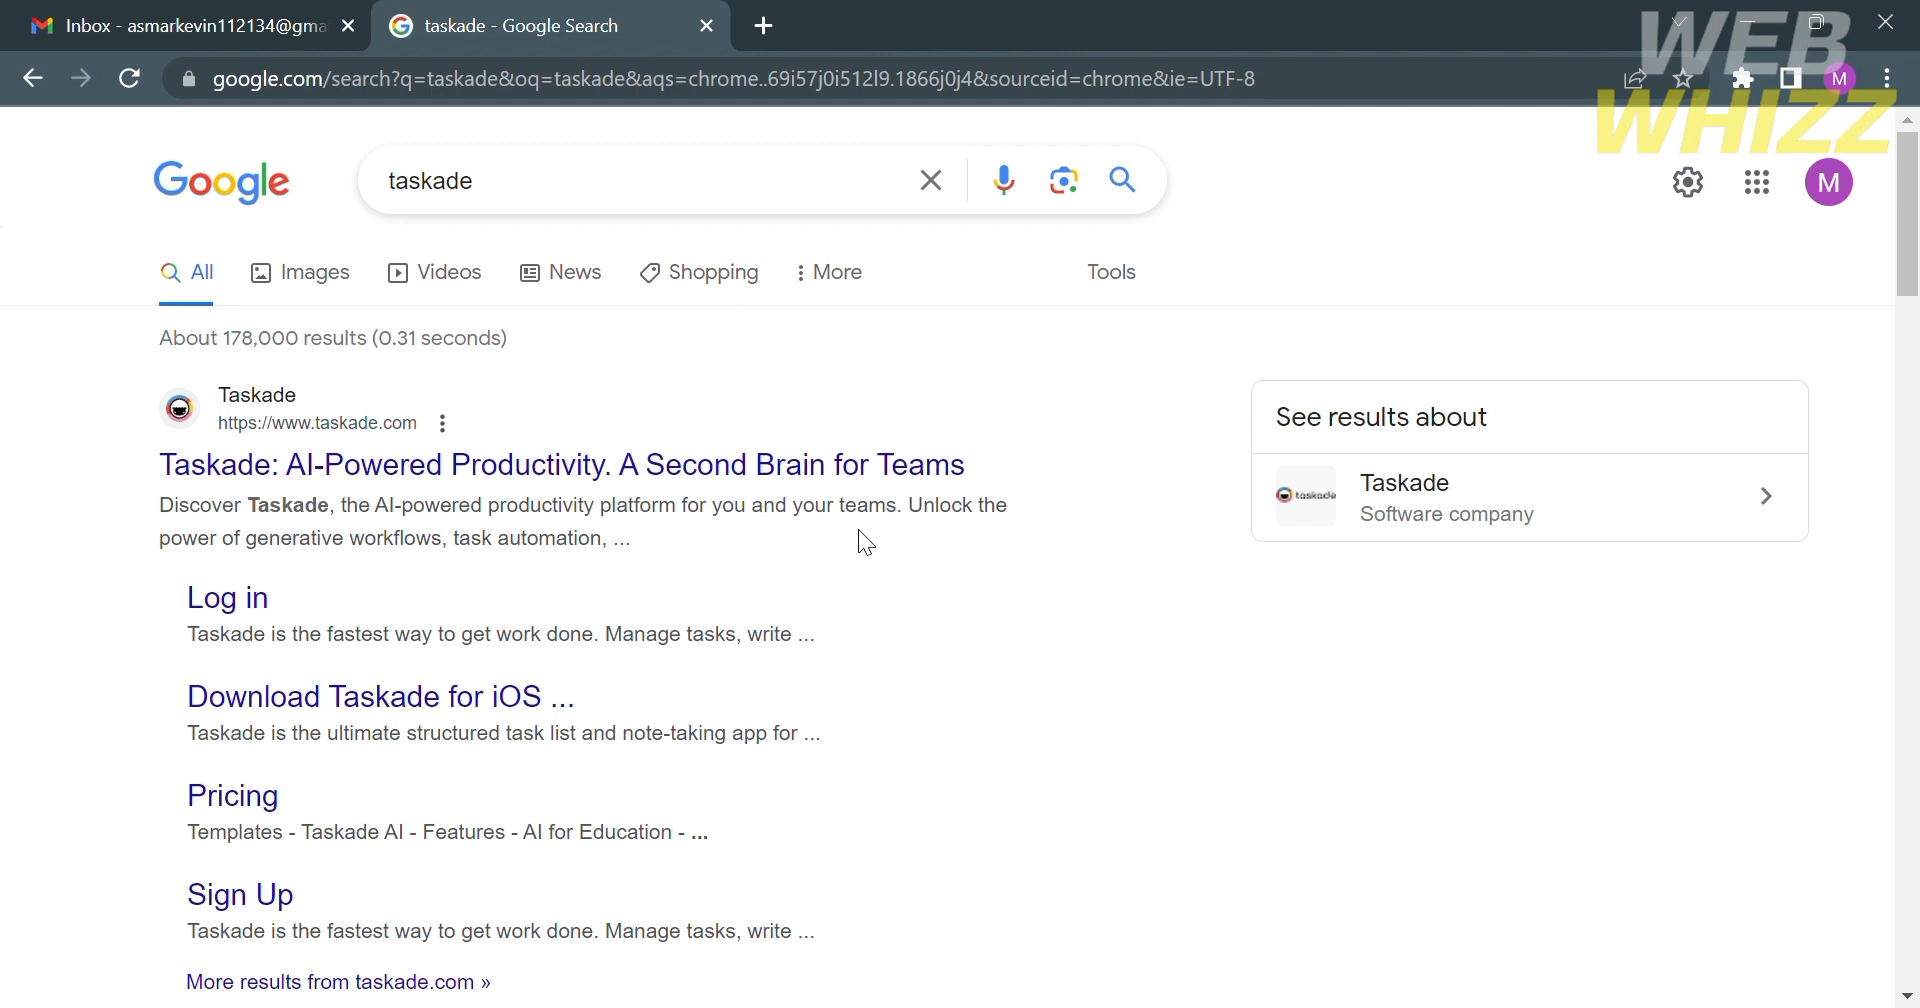 Inbox - asmarkevin112134@gma
taskade - Google Search
WEB
WHIZZ
google.com/search?q=taskade&oq=taskade&aqs=chrome..69i57j0i512l9.1866j0j4&sourceid=chrome&ie=UTF-8
M
Google
taskade
M
All
Images
Videos
News
Shopping
More
Tools
About 178,000 results (0.31 seconds)
Taskade
https://www.taskade.com
Taskade: AI-Powered Productivity. A Second Brain for Teams
Discover Taskade, the AI-powered productivity platform for you and your teams. Unlock the
power of generative workflows, task automation, ...
See results about
taskade
Taskade
Software company
Log in
Taskade is the fastest way to get work done. Manage tasks, write ...
Download Taskade for iOS ...
Taskade is the ultimate structured task list and note-taking app for ...
Pricing
Templates - Taskade AI - Features - AI for Education - ...
Sign Up
Taskade is the fastest way to get work done. Manage tasks, write ...
More results from taskade.com »